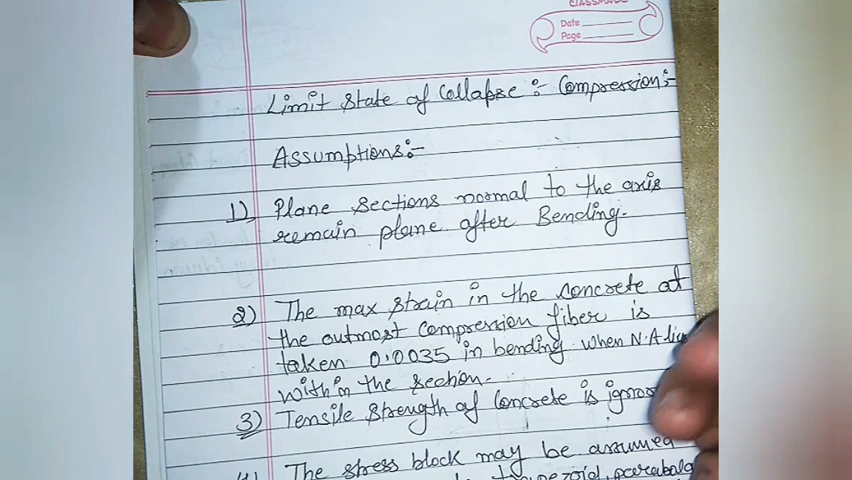 CLASSMATE
Date
Page
Limit State of Collapse :- Compression:-
Assumptions:-
1) Plane sections normal to the axis
remain plane after Bending.
2) The max strain in the concrete at
the outmost compression fiber is
taken 0.0035 in bending when N.A
within the section.
3) Tensile strength of concrete is
The stress block may be assumed
parabola